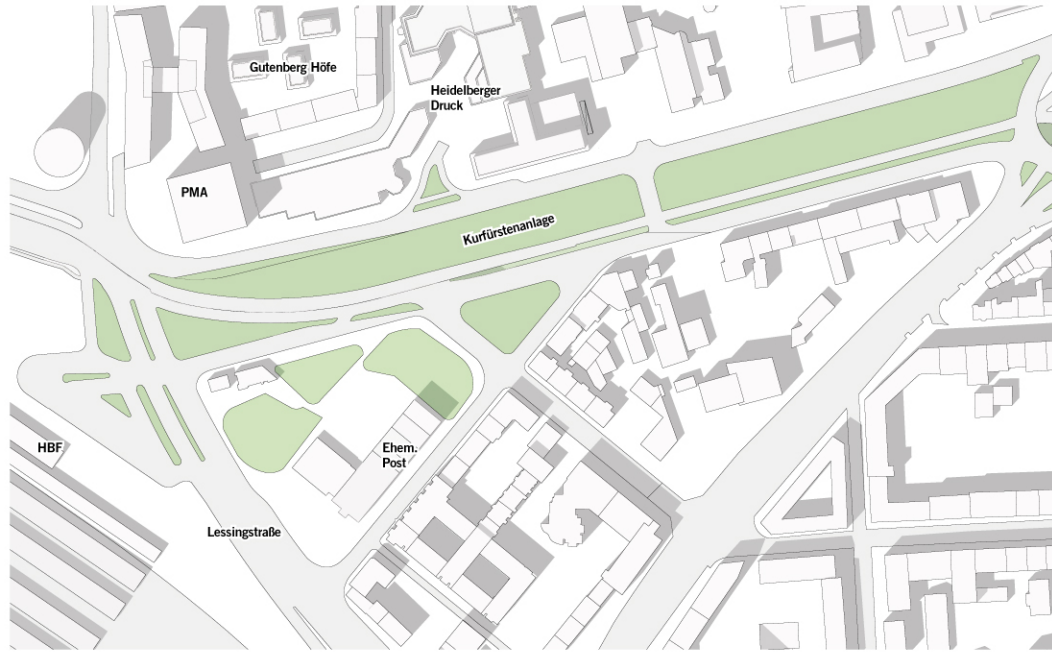 Gutenberg Höfe
Heidelberger
Druck
PMA
Kurfürstenanlage
HBF
Ehem.
Post
Lessingstraße